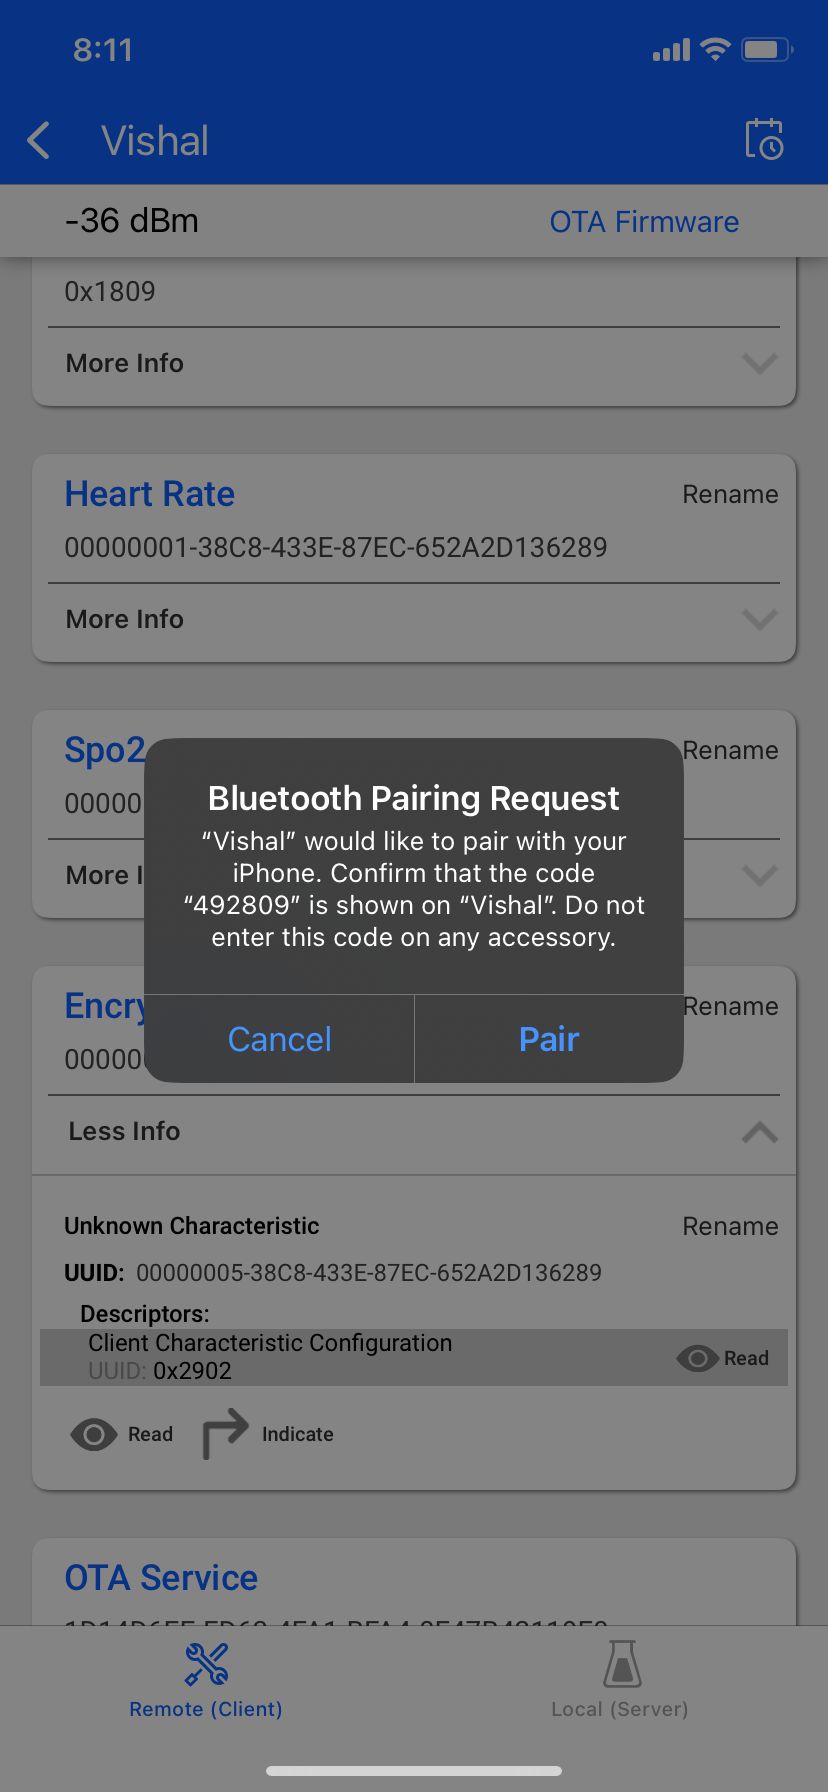 8:11
Vishal
-36 dBm
OTA Firmware
0x1809
More Info
Heart Rate
Rename
00000001-38C8-433E-87EC-652A2D136289
More Info
Spo2
Rename
00000
More I
Bluetooth Pairing Request
“Vishal” would like to pair with your
iPhone. Confirm that the code
“492809” is shown on “Vishal”. Do not
enter this code on any accessory.
Cancel
Pair
Encry
Rename
00000
Less Info
Unknown Characteristic
Rename
UUID: 00000005-38C8-433E-87EC-652A2D136289
Descriptors:
Client Characteristic Configuration
UUID: 0x2902
Read
Read
Indicate
OTA Service
Remote (Client)
Local (Server)